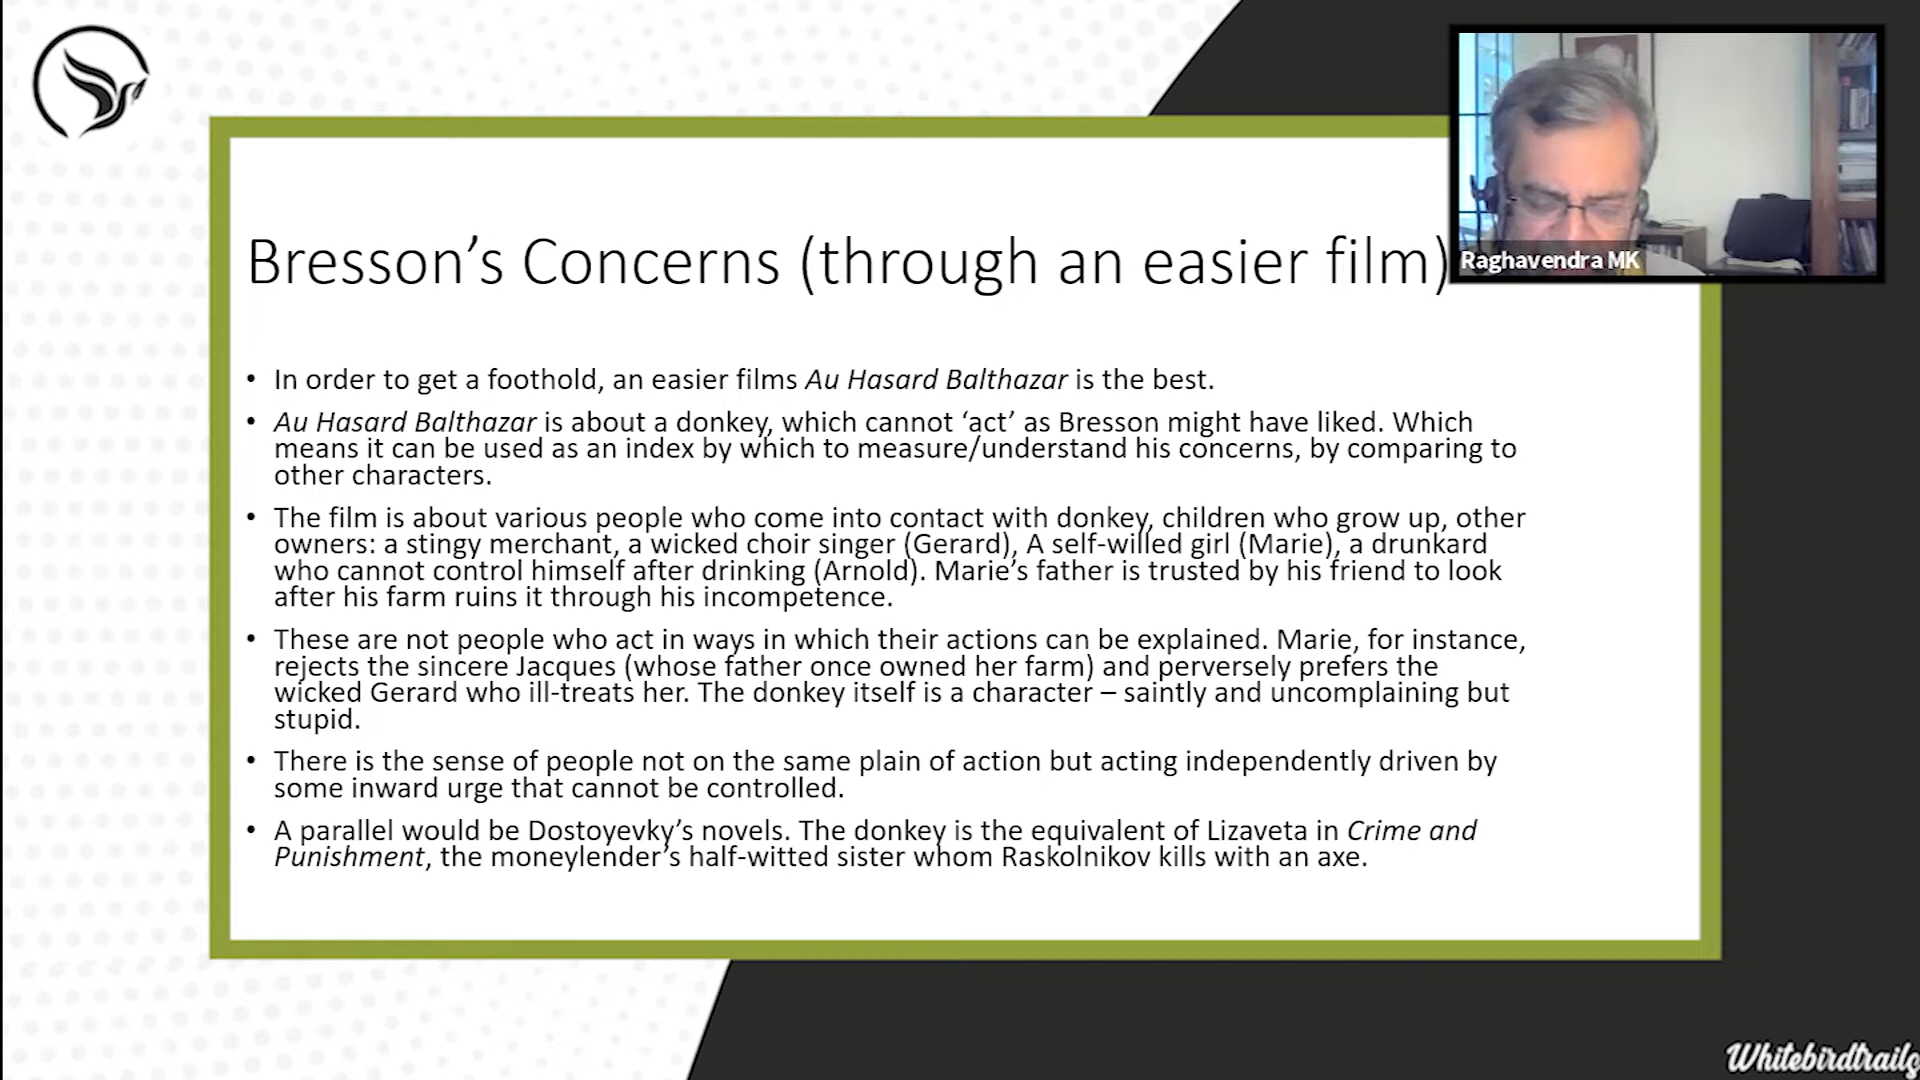 Bresson’s Concerns (through an easier film)
Raghavendra MK
• In order to get a foothold, an easier films Au Hasard Balthazar is the best.
• Au Hasard Balthazar is about a donkey, which cannot ‘act’ as Bresson might have liked. Which
means it can be used as an index by which to measure/understand his concerns, by comparing to
other characters.
• The film is about various people who come into contact with donkey, children who grow up, other
owners: a stingy merchant, a wicked choir singer (Gerard), A self-willed girl (Marie), a drunkard
who cannot control himself after drinking (Arnold). Marie’s father is trusted by his friend to look
after his farm ruins it through his incompetence.
• These are not people who act in ways in which their actions can be explained. Marie, for instance,
rejects the sincere Jacques (whose father once owned her farm) and perversely prefers the
wicked Gerard who ill-treats her. The donkey itself is a character – saintly and uncomplaining but
stupid.
• There is the sense of people not on the same plain of action but acting independently driven by
some inward urge that cannot be controlled.
• A parallel would be Dostoyevky’s novels. The donkey is the equivalent of Lizaveta in Crime and
Punishment, the moneylender’s half-witted sister whom Raskolnikov kills with an axe.
Whitebirdtrails